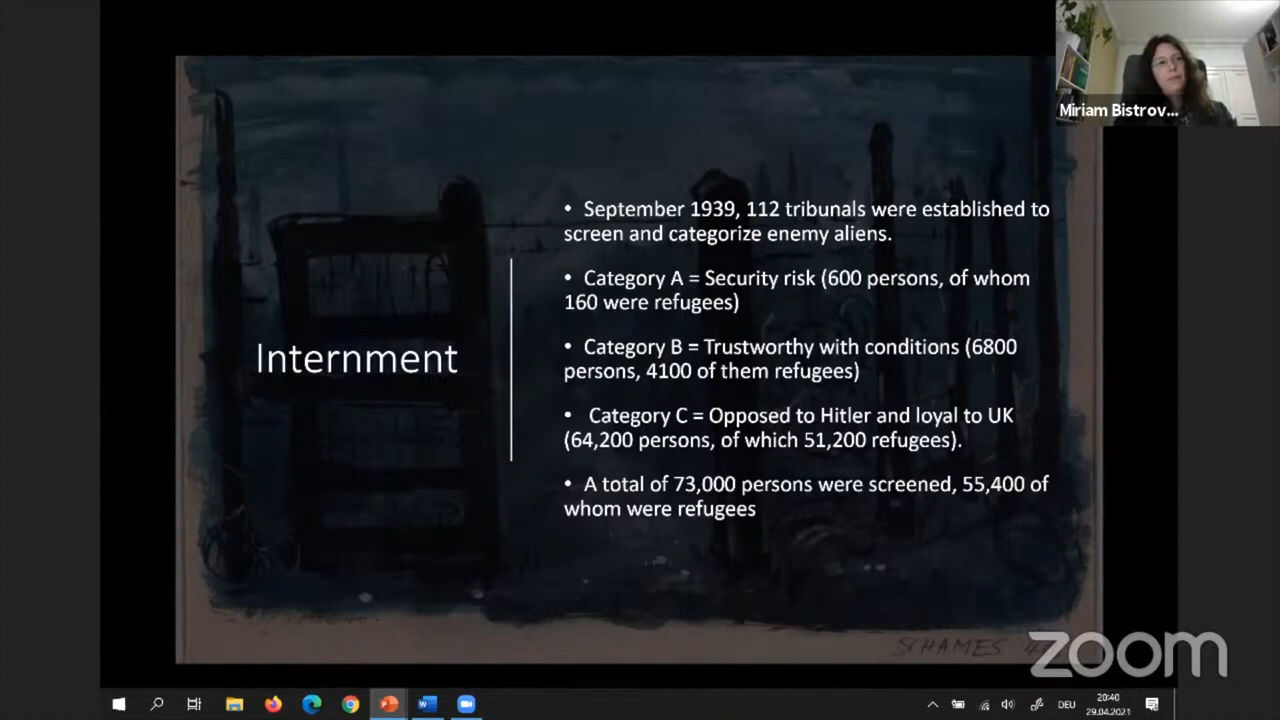 Miriam Bistrov...
• September 1939, 112 tribunals were established to
screen and categorize enemy aliens.
• Category A = Security risk (600 persons, of whom
160 were refugees)
• Category B = Trustworthy with conditions (6800
persons, 4100 of them refugees)
Internment
• Category C = Opposed to Hitler and loyal to UK
(64,200 persons, of which 51,200 refugees).
• A total of 73,000 persons were screened, 55,400 of
whom were refugees
SCHAMES
zoom
DEU
20:40
29.04.2021